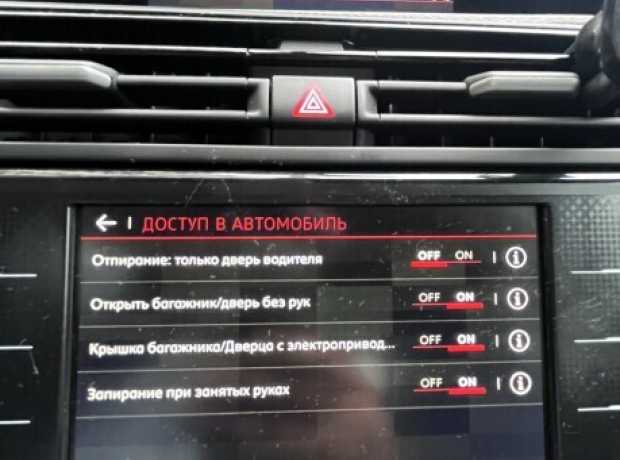 ДОСТУП В АВТОМОБИЛЬ
Отпирание: только дверь водителя OFF ON
Открыть багажник/дверь без рук OFF ON
Крышка багажника/Дверца с электропривод... OFF ON
Запирание при занятых руках OFF ON